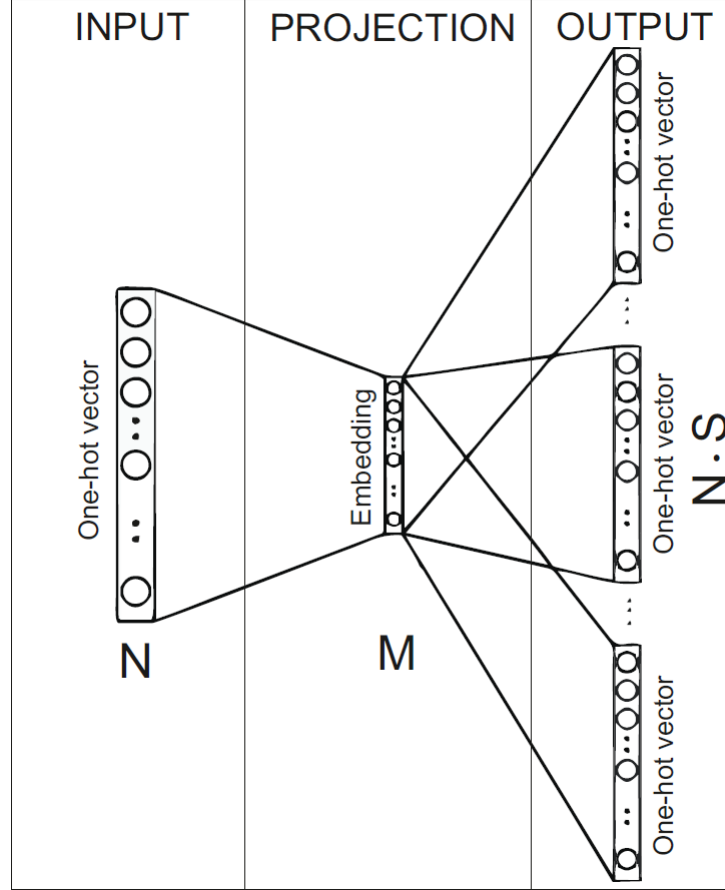 INPUT
PROJECTION
OUTPUT
One-hot vector
N
Embedding
M
One-hot vector
One-hot vector
One-hot vector
N · S